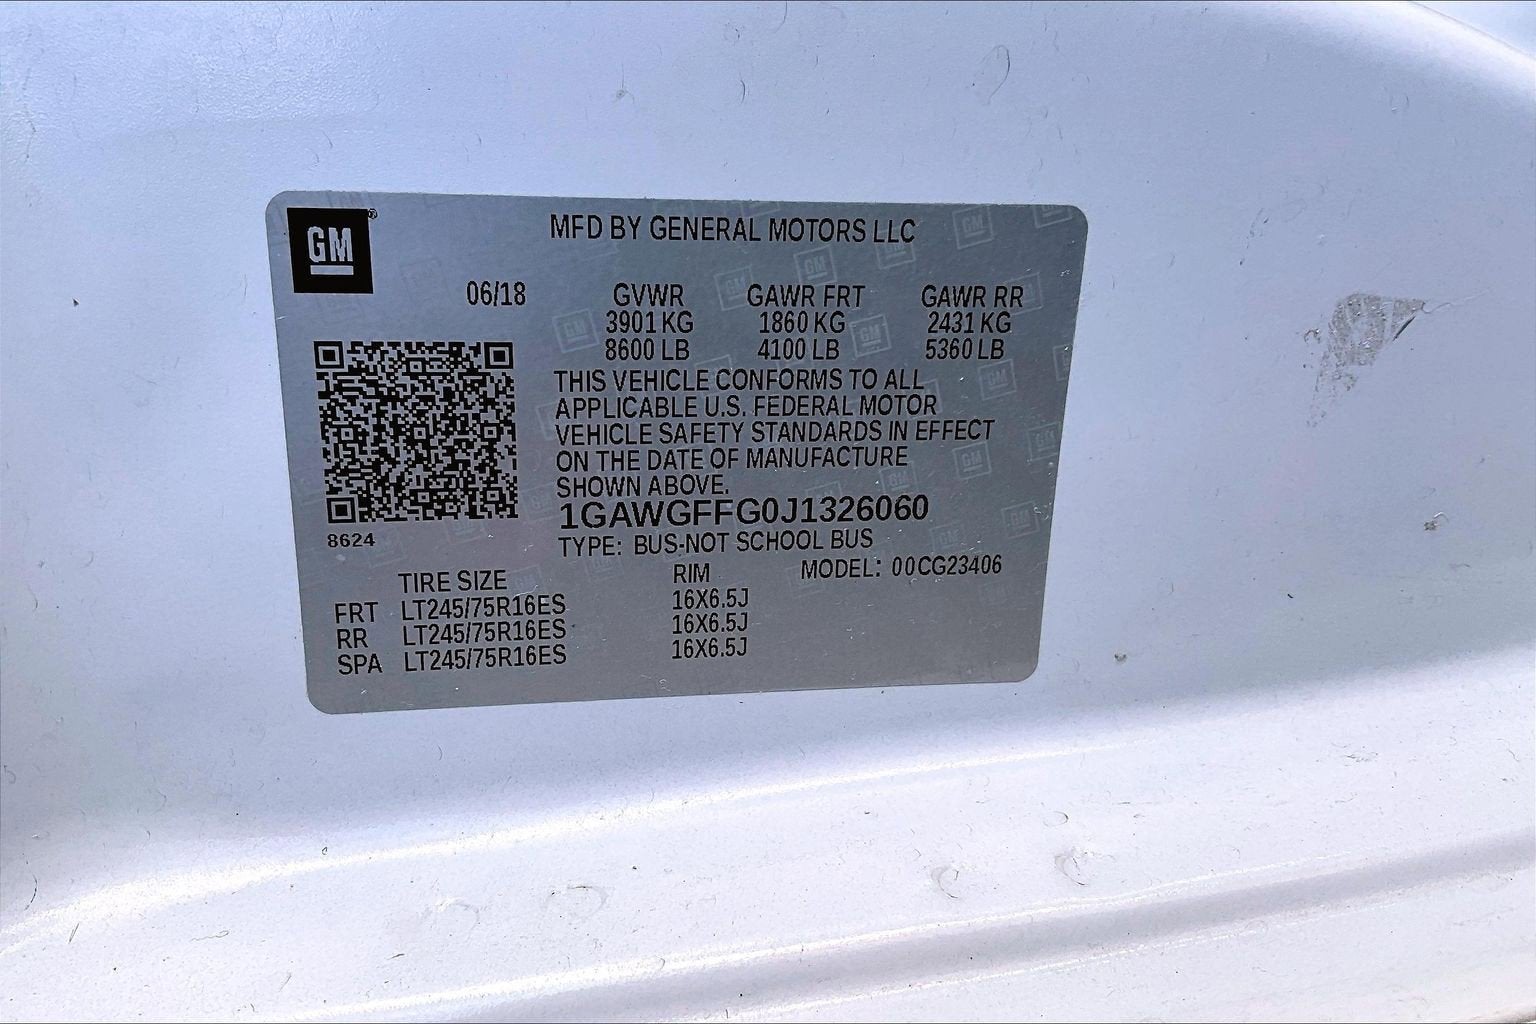 GM
MFD BY GENERAL MOTORS LLC
06/18
GVWR GAWR FRT GAWR RR
3901 KG 1860 KG 2431 KG
8600 LB 4100 LB 5360 LB
THIS VEHICLE CONFORMS TO ALL
APPLICABLE U.S. FEDERAL MOTOR
VEHICLE SAFETY STANDARDS IN EFFECT
ON THE DATE OF MANUFACTURE
SHOWN ABOVE.
1GAWGFFG0J1326060
8624
TYPE: BUS-NOT SCHOOL BUS
TIRE SIZE RIM MODEL: 00CG23406
FRT LT245/75R16ES 16X6.5J
RR LT245/75R16ES 16X6.5J
SPA LT245/75R16ES 16X6.5J